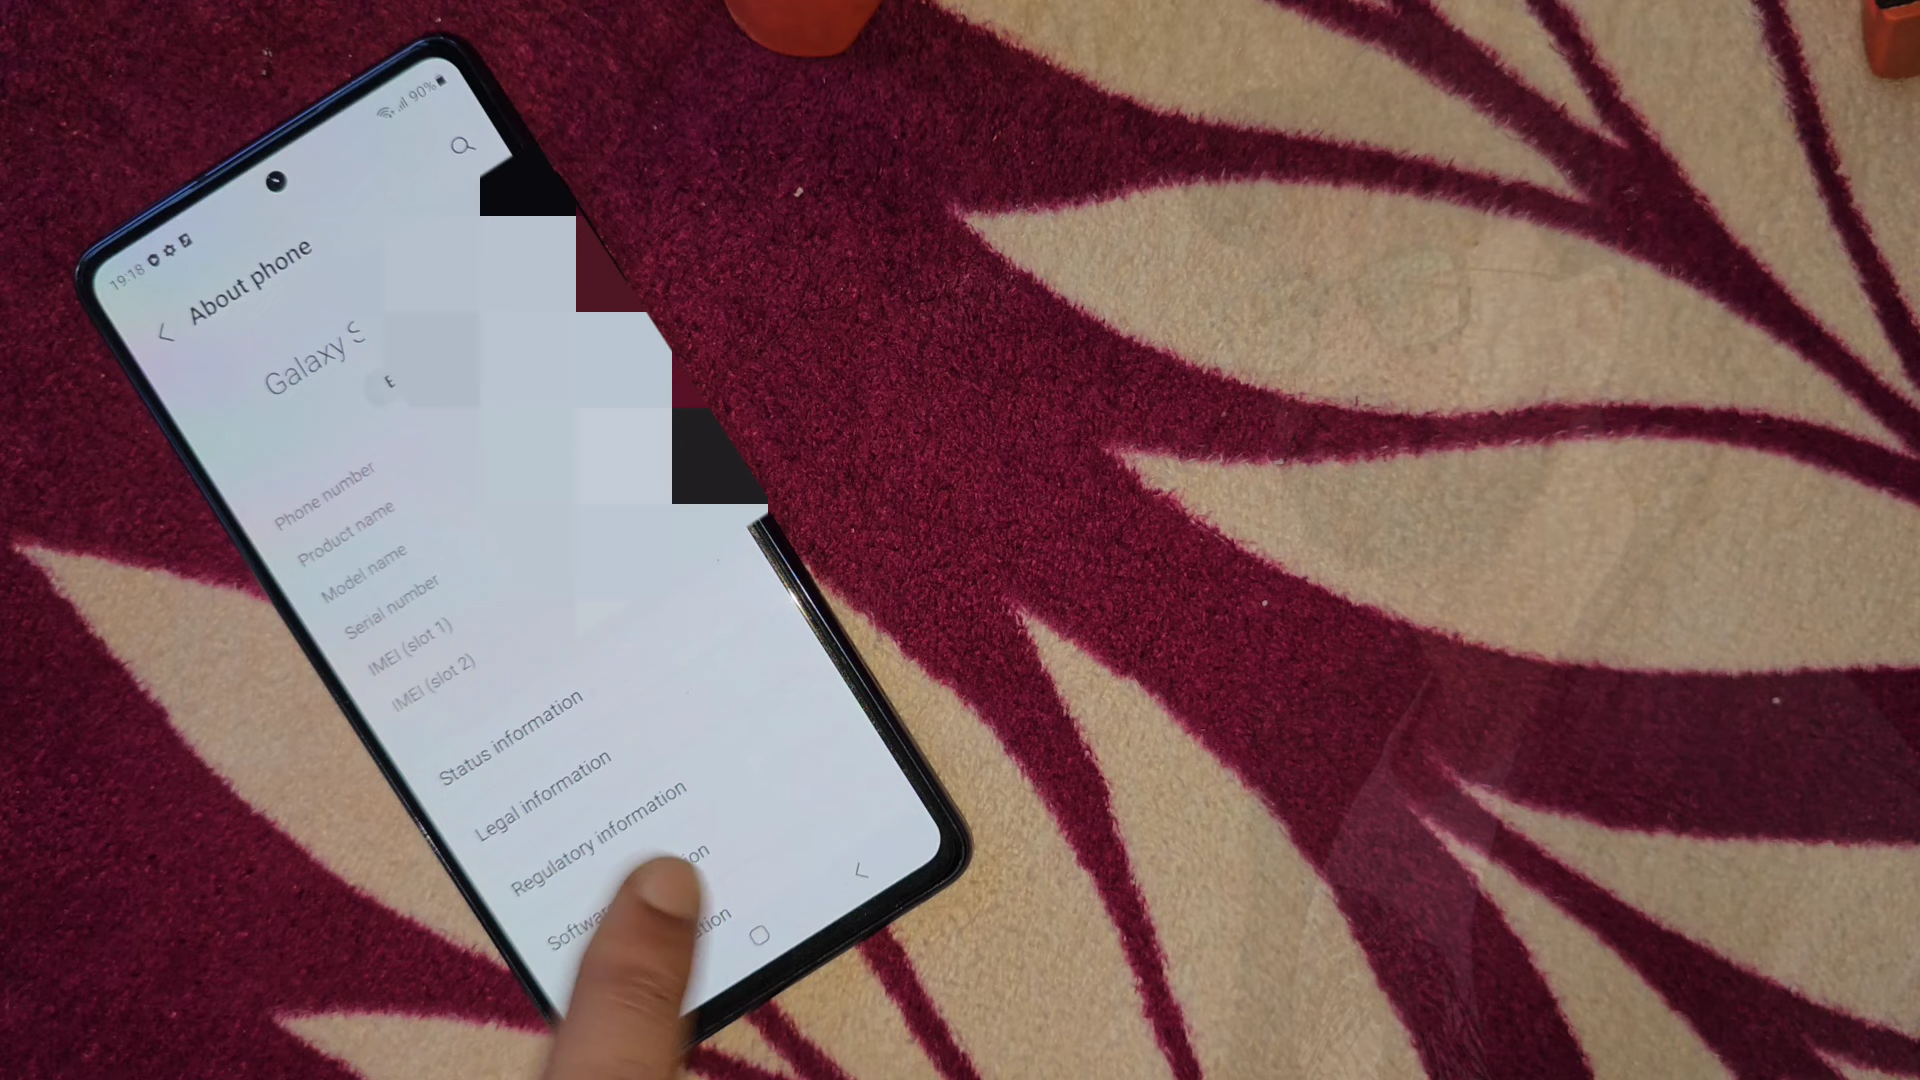 19:18 90%
About phone
Galaxy S
E
Phone number
Product name
Model name
Serial number
IMEI (slot 1)
IMEI (slot 2)
Status information
Legal information
Regulatory information